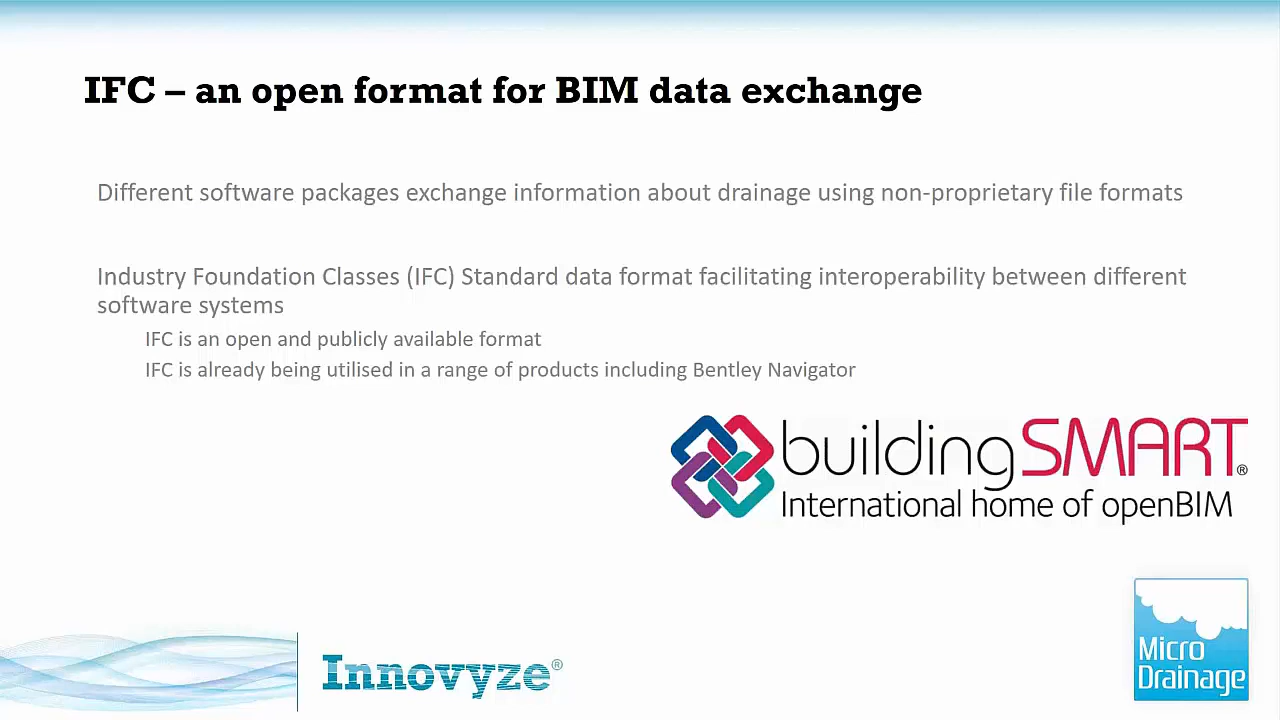 IFC – an open format for BIM data exchange
Different software packages exchange information about drainage using non-proprietary file formats
Industry Foundation Classes (IFC) Standard data format facilitating interoperability between different
software systems
IFC is an open and publicly available format
IFC is already being utilised in a range of products including Bentley Navigator
buildingSMART®
International home of openBIM
Innovyze®
Micro
Drainage